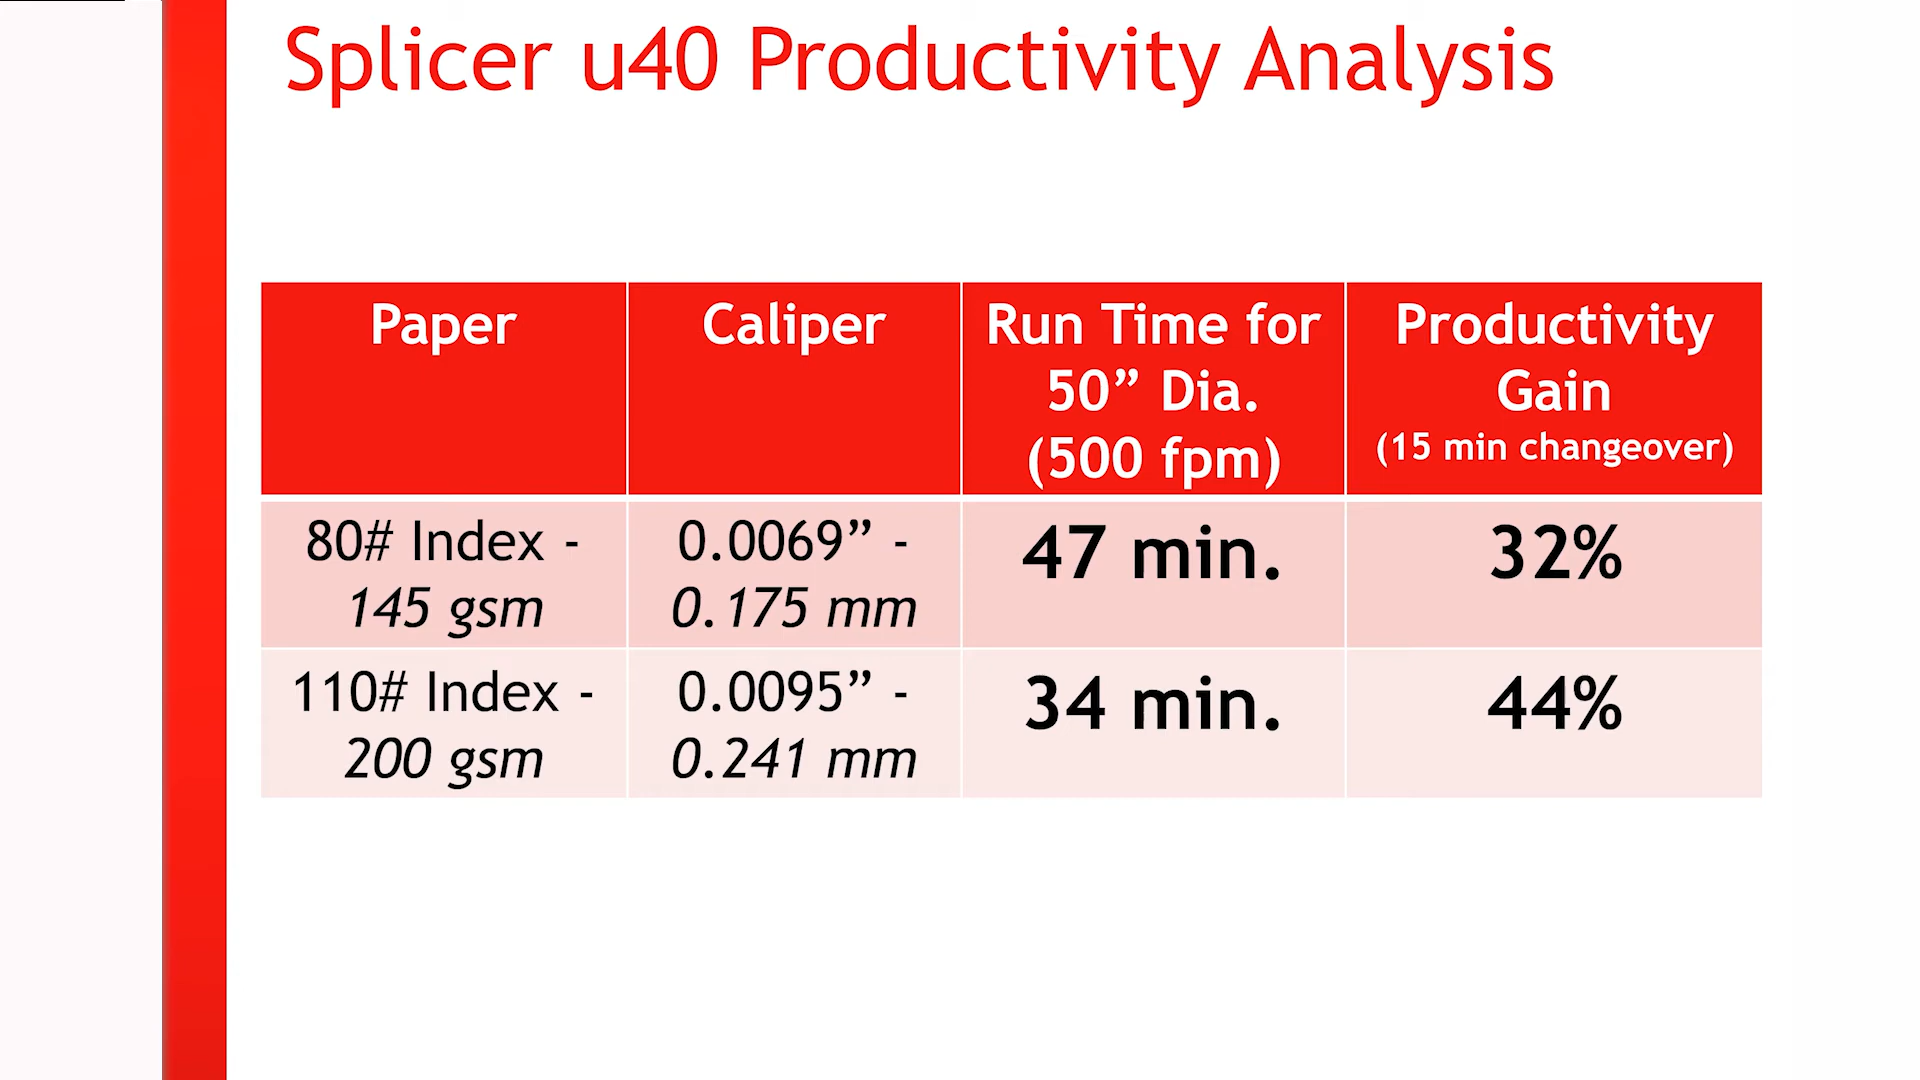 Splicer u40 Productivity Analysis
Paper
Caliper
Run Time for
50” Dia.
(500 fpm)
Productivity
Gain
(15 min changeover)
80# Index -
145 gsm
0.0069” -
0.175 mm
47 min.
32%
110# Index -
200 gsm
0.0095” -
0.241 mm
34 min.
44%